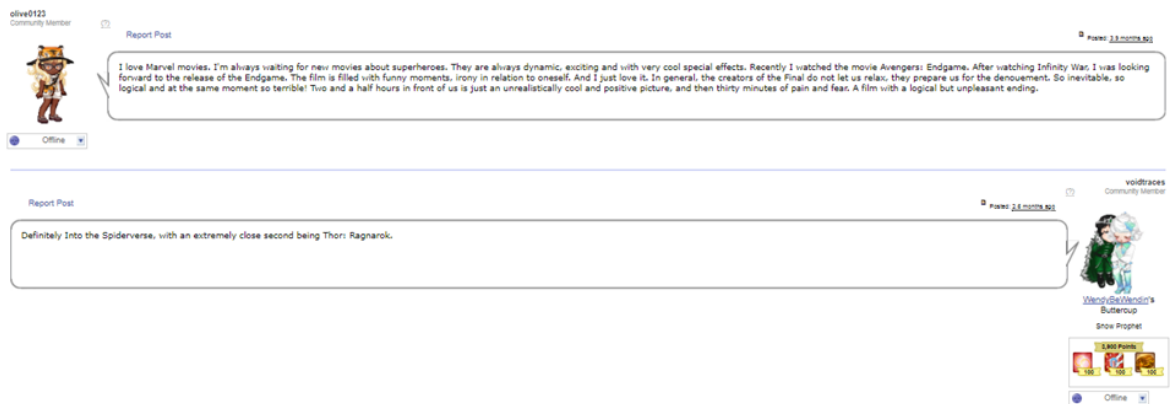 olive0123
Community Member
Report Post
Posted: 3.9 months ago
I love Marvel movies. I'm always waiting for new movies about superheroes. They are always dynamic, exciting and with very cool special effects. Recently I watched the movie Avengers: Endgame. After watching Infinity War, I was looking
forward to the release of the Endgame. The film is filled with funny moments, irony in relation to oneself. And I just love it. In general, the creators of the Final do not let us relax, they prepare us for the denouement. So inevitable, so
logical and at the same moment so terrible! Two and a half hours in front of us is just an unrealistically cool and positive picture, and then thirty minutes of pain and fear. A film with a logical but unpleasant ending.
Offline
voidtraces
Community Member
Report Post
Posted: 2.6 months ago
Definitely Into the Spiderverse, with an extremely close second being Thor: Ragnarok.
WendyBeWendin's
Buttercup
Snow Prophet
3,900 Points
100 100 100
Offline